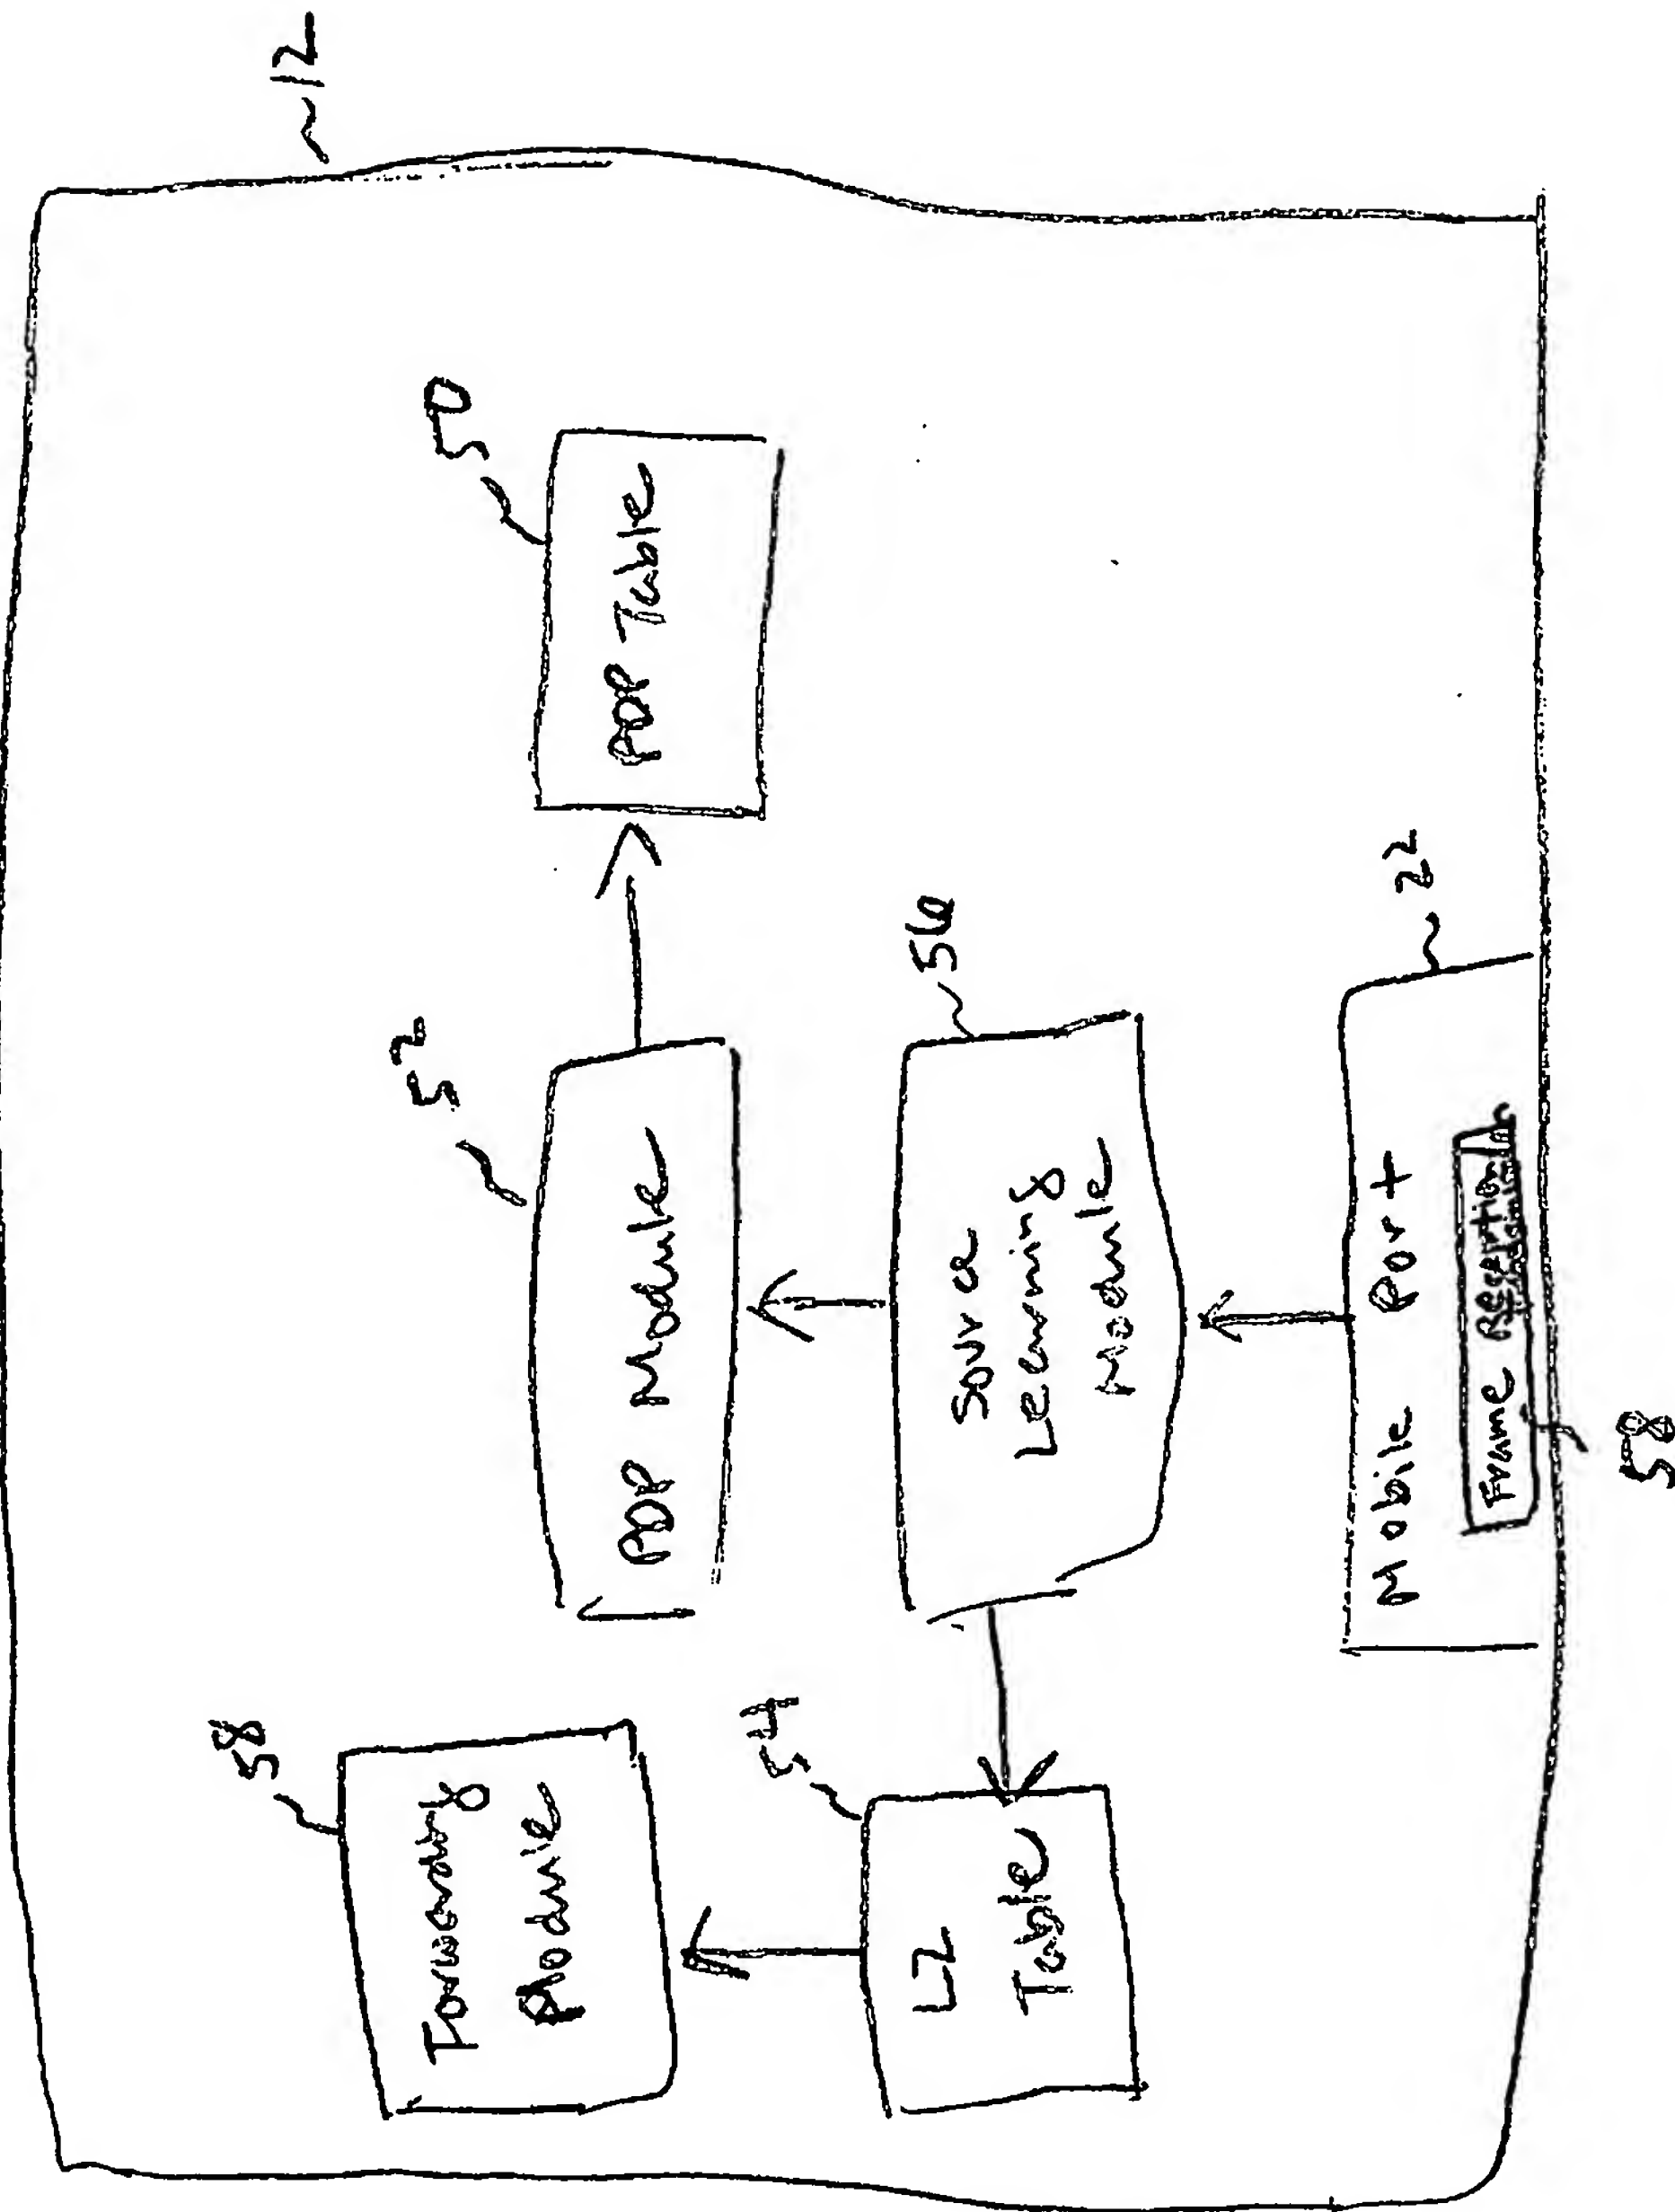 12
58
Forwarding
Module
52
PDP Module
50
PDP Table
54
L2
Table
56
Source
Learning
Module
22
Mobile Port
Frame Reception
58